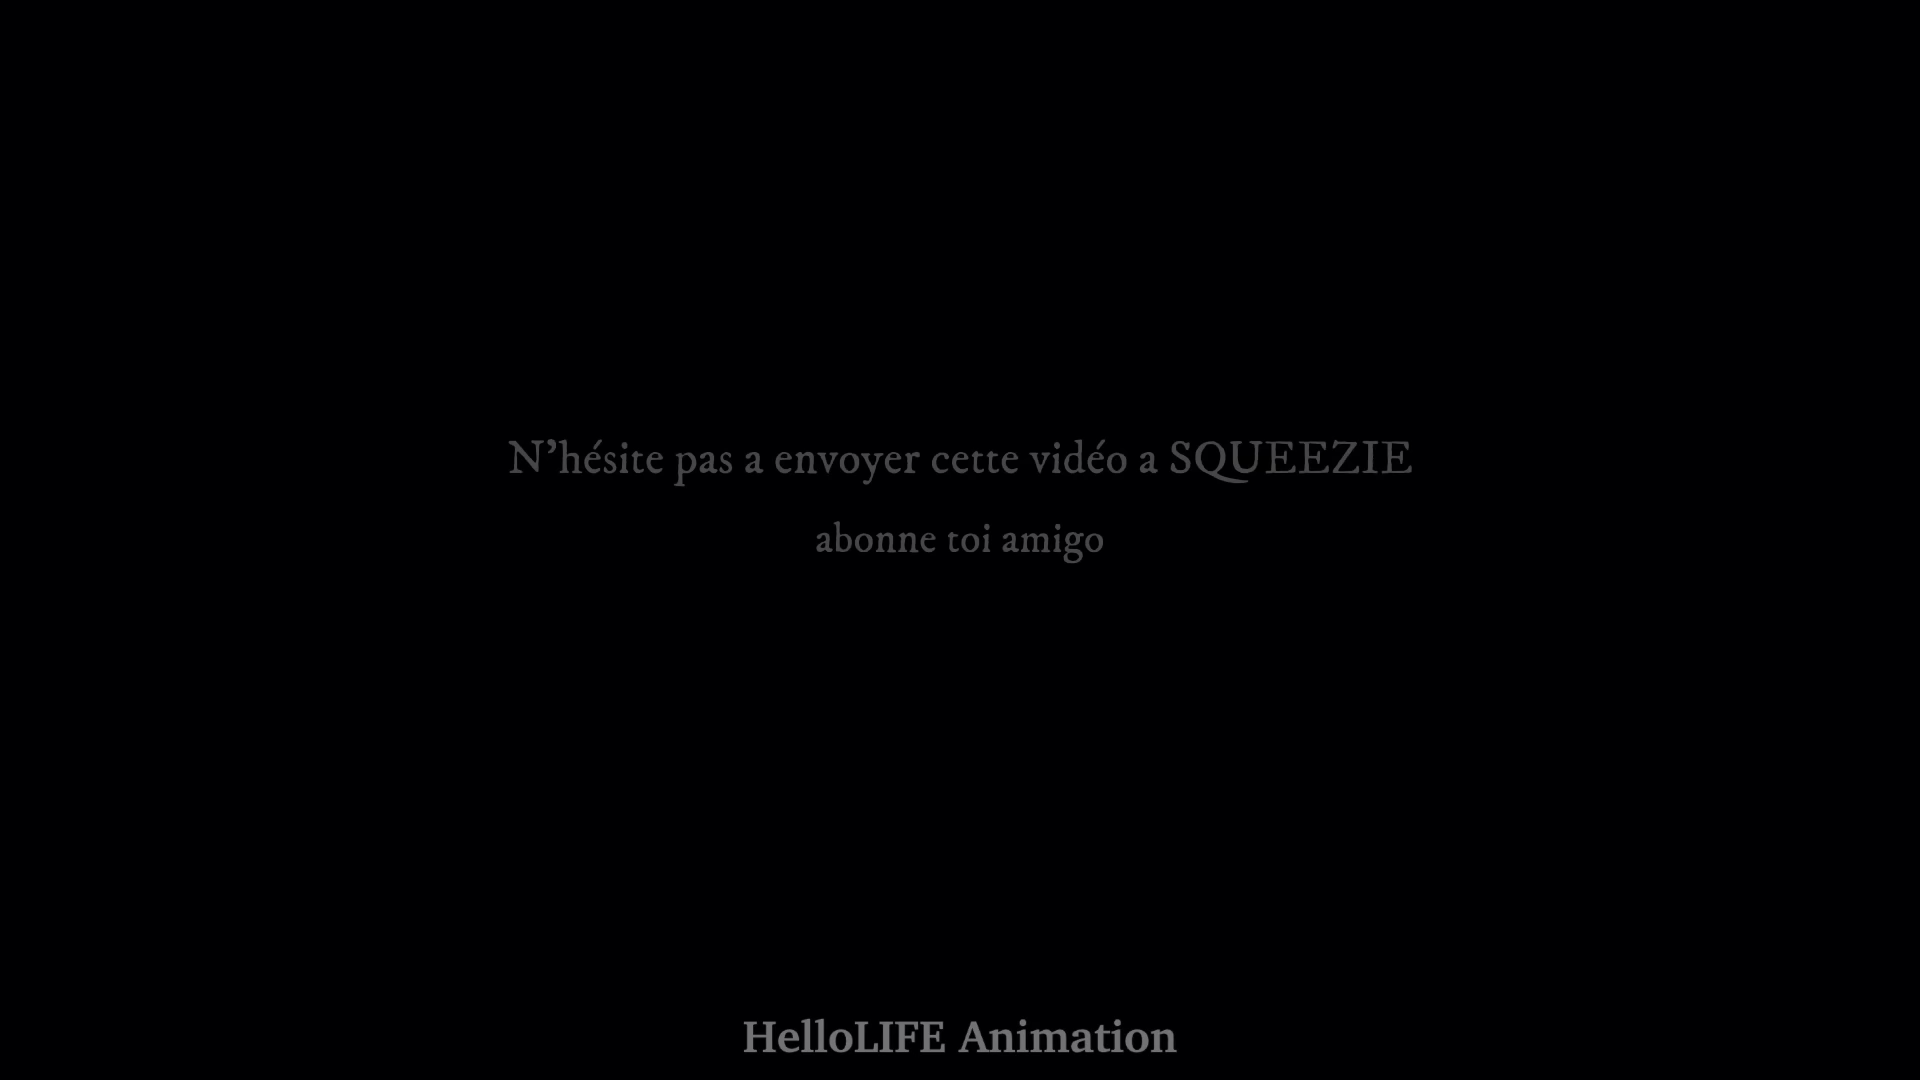 N’hésite pas a envoyer cette vidéo a SQUEEZIE
abonne toi amigo
HelloLIFE Animation